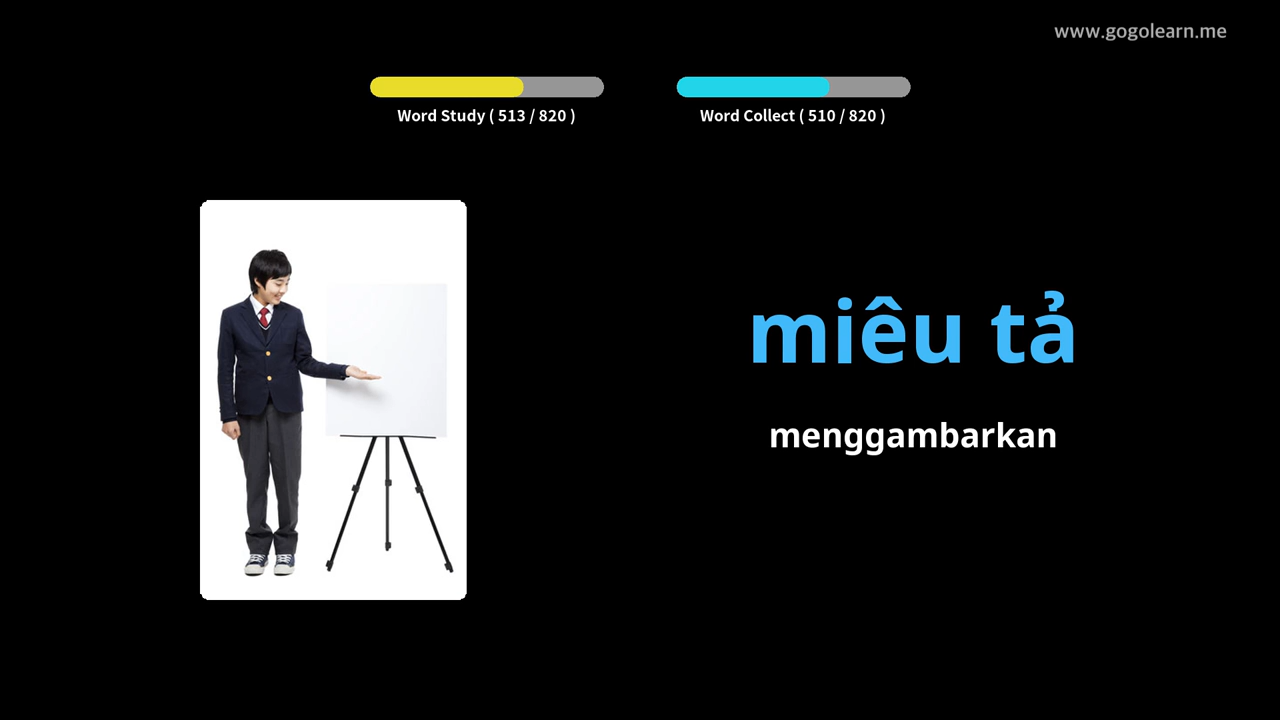 www.gogolearn.me
Word Study ( 513 / 820 )
Word Collect ( 510 / 820 )
miêu tả
menggambarkan